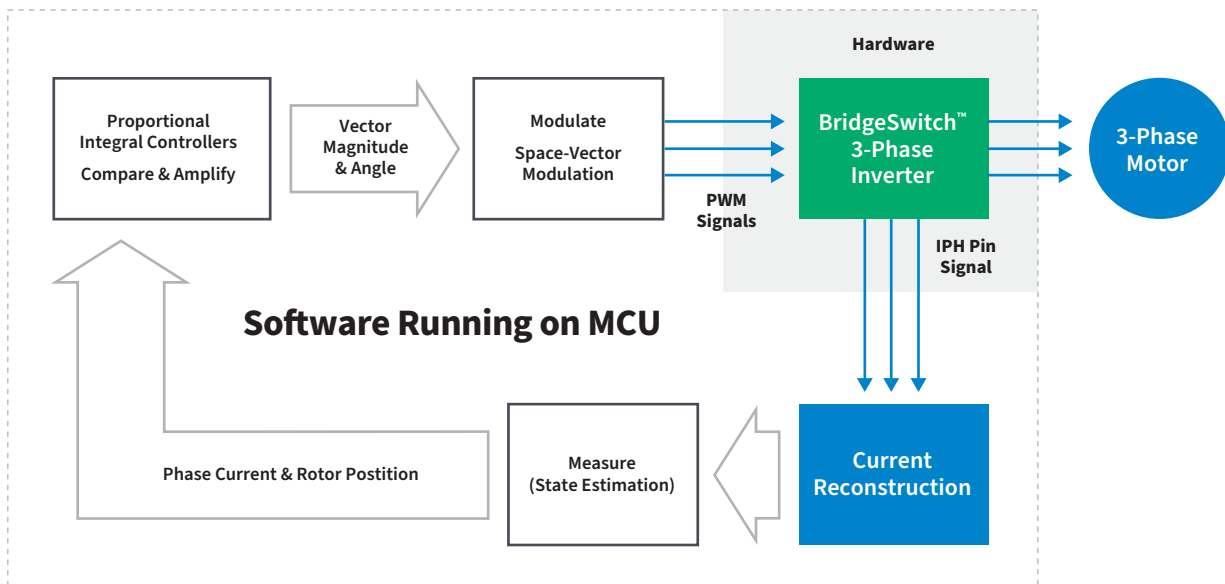 Hardware
Proportional
Integral Controllers
Compare & Amplify
Vector
Magnitude
& Angle
Modulate
Space-Vector
Modulation
PWM
Signals
BridgeSwitch™
3-Phase
Inverter
3-Phase
Motor
IPH Pin
Signal
Software Running on MCU
Phase Current & Rotor Postition
Measure
(State Estimation)
Current
Reconstruction